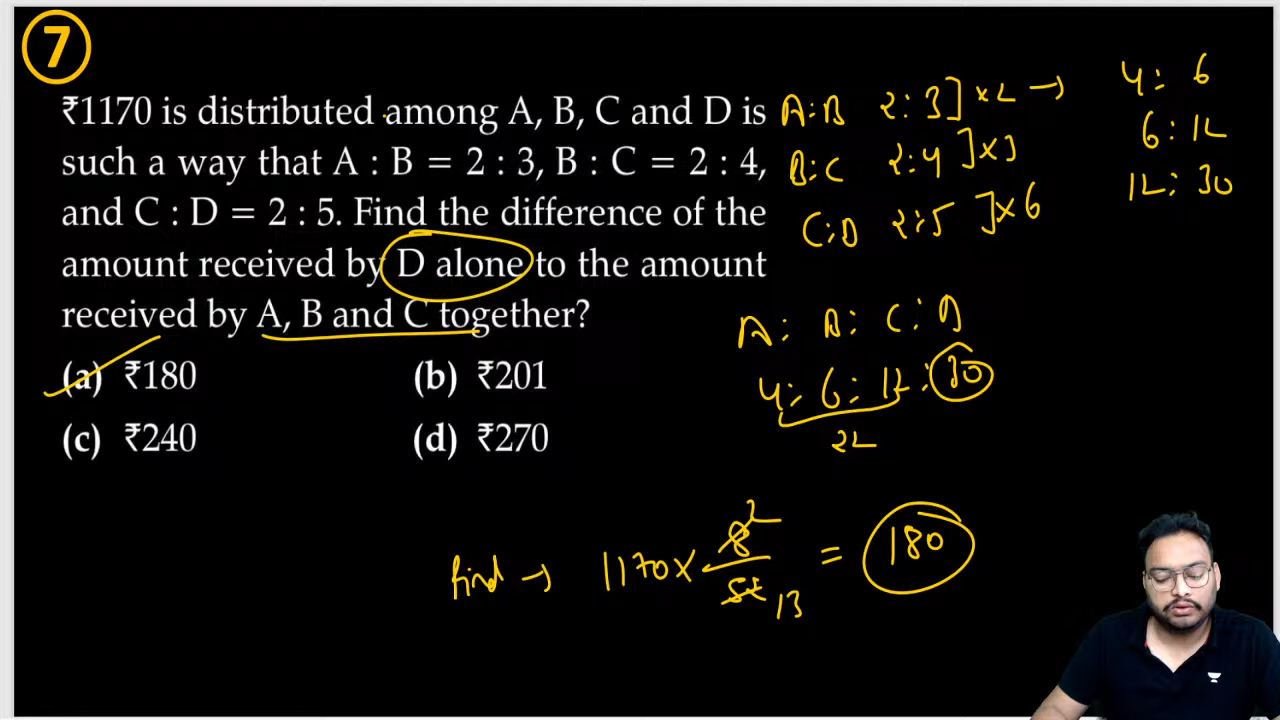 7
₹1170 is distributed among A, B, C and D is
such a way that A : B = 2 : 3, B : C = 2 : 4,
and C : D = 2 : 5. Find the difference of the
amount received by D alone to the amount
received by A, B and C together?
(a) ₹180 (b) ₹201
(c) ₹240 (d) ₹270
A:B 2:3] ×2 → 4: 6
B:C 2:4 ]×3 6:12
C:D 2:5 ]×6 12:30
A: B: C: D
4: 6: 12: 30
22
find → 1170× 8 2 = 180
52 13